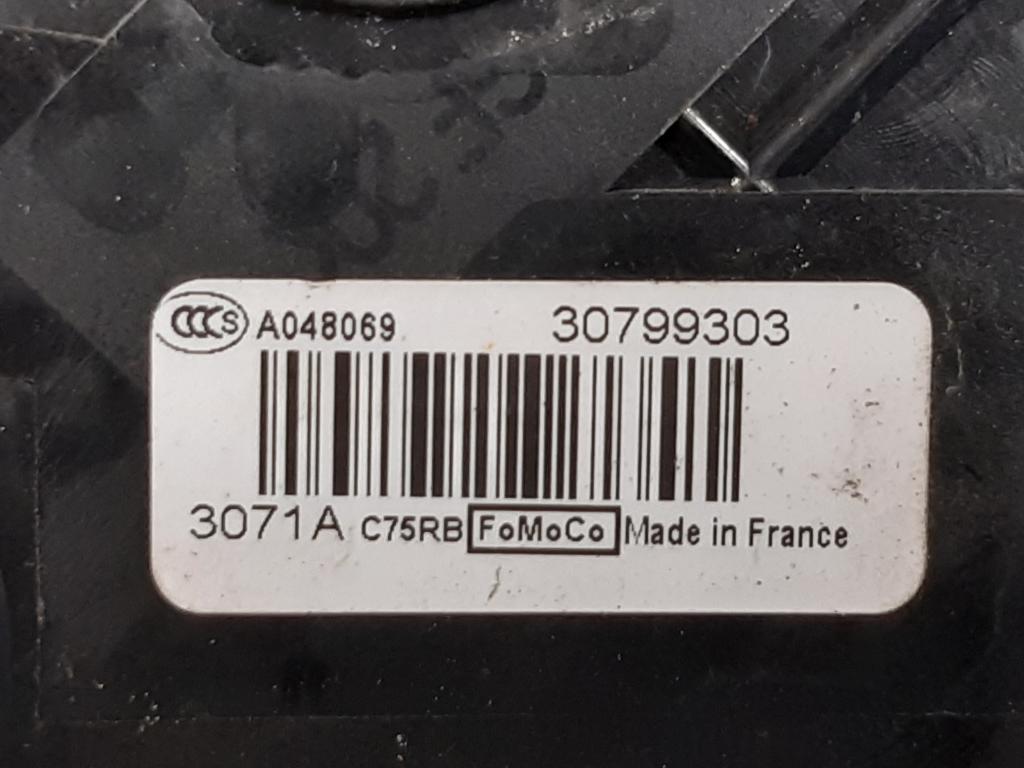 CCCS A048069 30799303
3071A C75RB FoMoCo Made in France